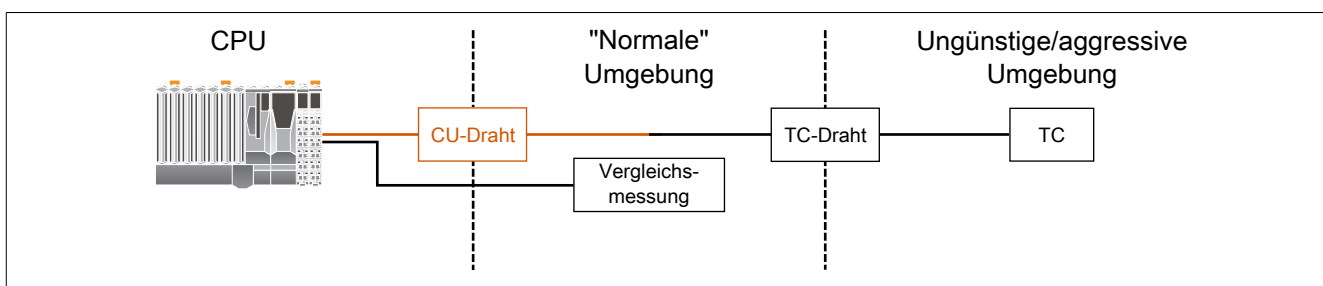 CPU
"Normale"
Umgebung
Ungünstige/aggressive
Umgebung
CU-Draht
TC-Draht
TC
Vergleichs-
messung